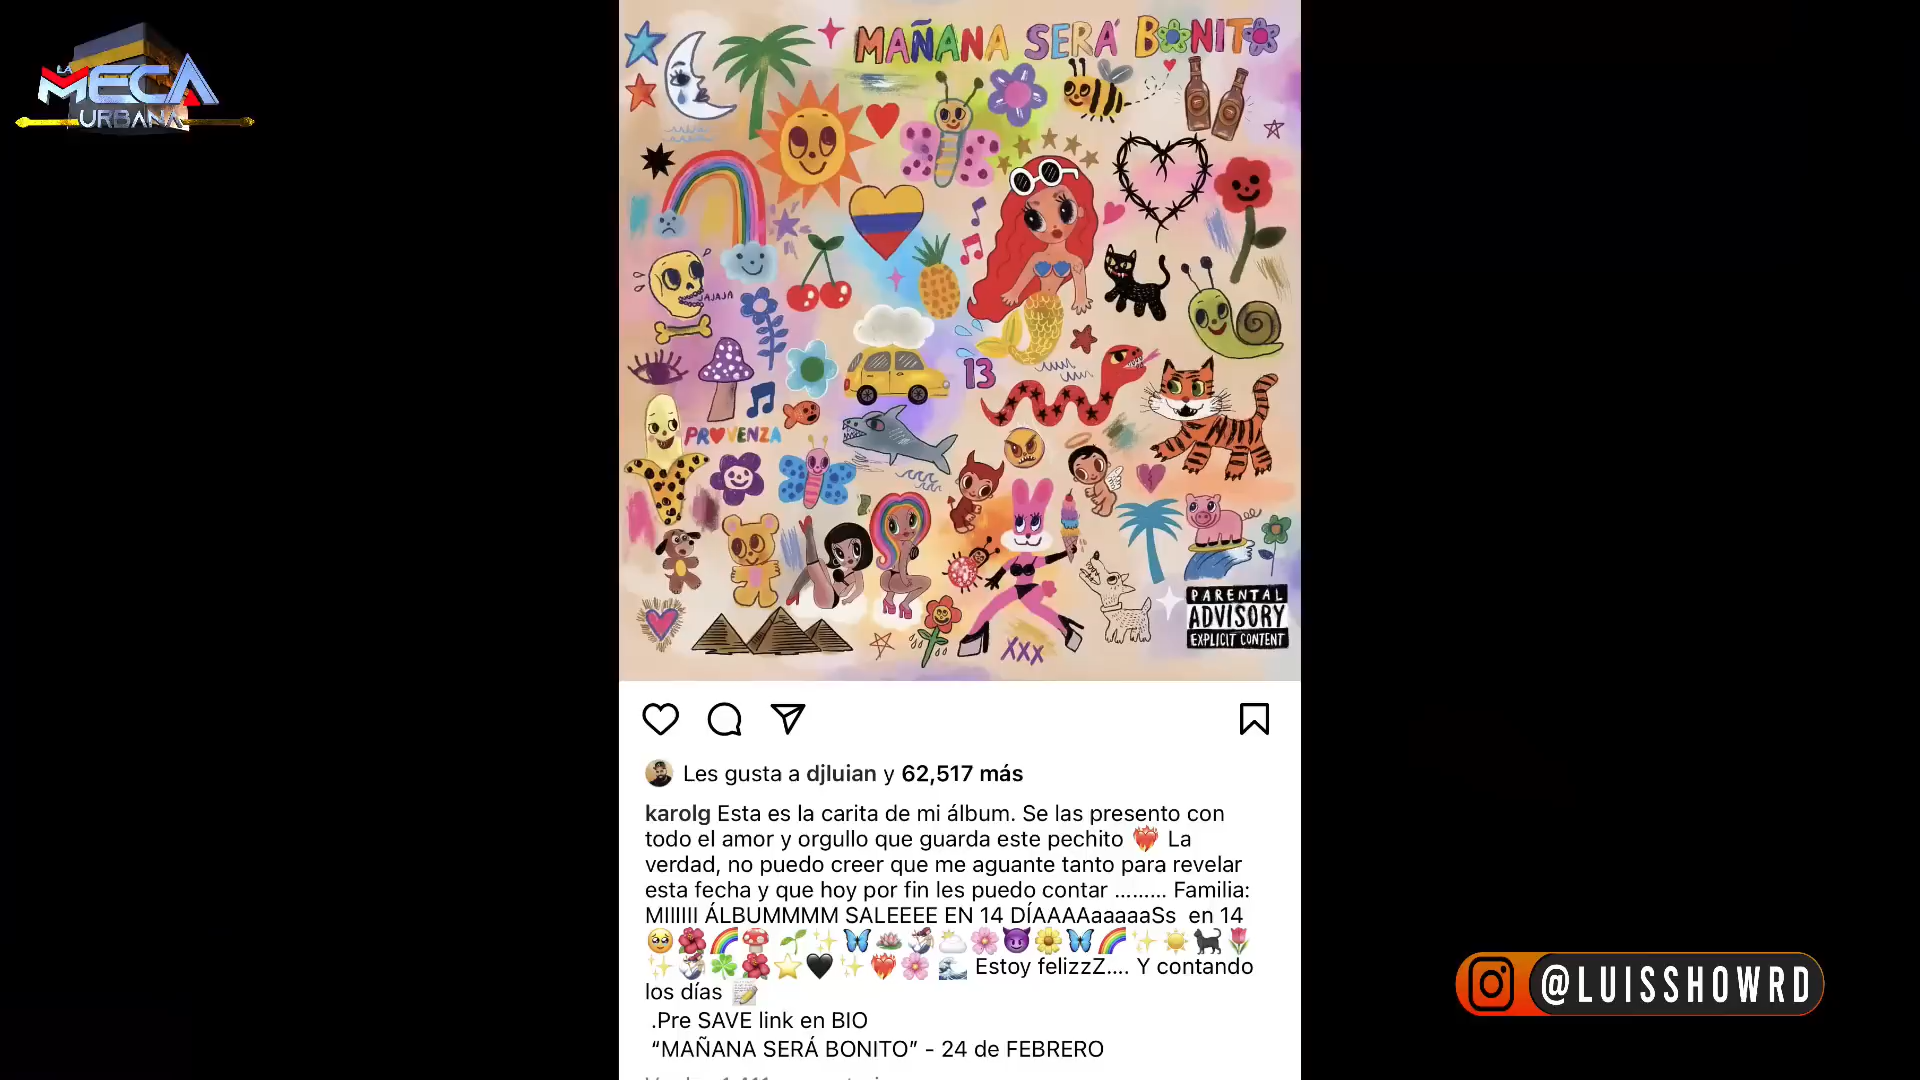 LA
MECA
URBANA
MAÑANA SERÁ BONITO
JAJAJA
13
PROVENZA
XXX
PARENTAL
ADVISORY
EXPLICIT CONTENT
Les gusta a djluian y 62,517 más
karolg Esta es la carita de mi álbum. Se las presento con
todo el amor y orgullo que guarda este pechito ❤️‍🔥 La
verdad, no puedo creer que me aguante tanto para revelar
esta fecha y que hoy por fin les puedo contar ......... Familia:
MIIIIII ÁLBUMMMM SALEEEE EN 14 DÍAAAAaaaaaSs en 14
🥹🌺🌈🍄🌱✨🦋🪷🧜🏻‍♀️🌥️🌸😈🌼🦋🌈✨☀️🐈‍⬛🌷
✨🧜🏻‍♀️☘️🌺⭐🖤✨❤️‍🔥🌸🌊 Estoy felizzZ.... Y contando
los días 📝
.Pre SAVE link en BIO
“MAÑANA SERÁ BONITO” - 24 de FEBRERO
@LUISSHOWRD